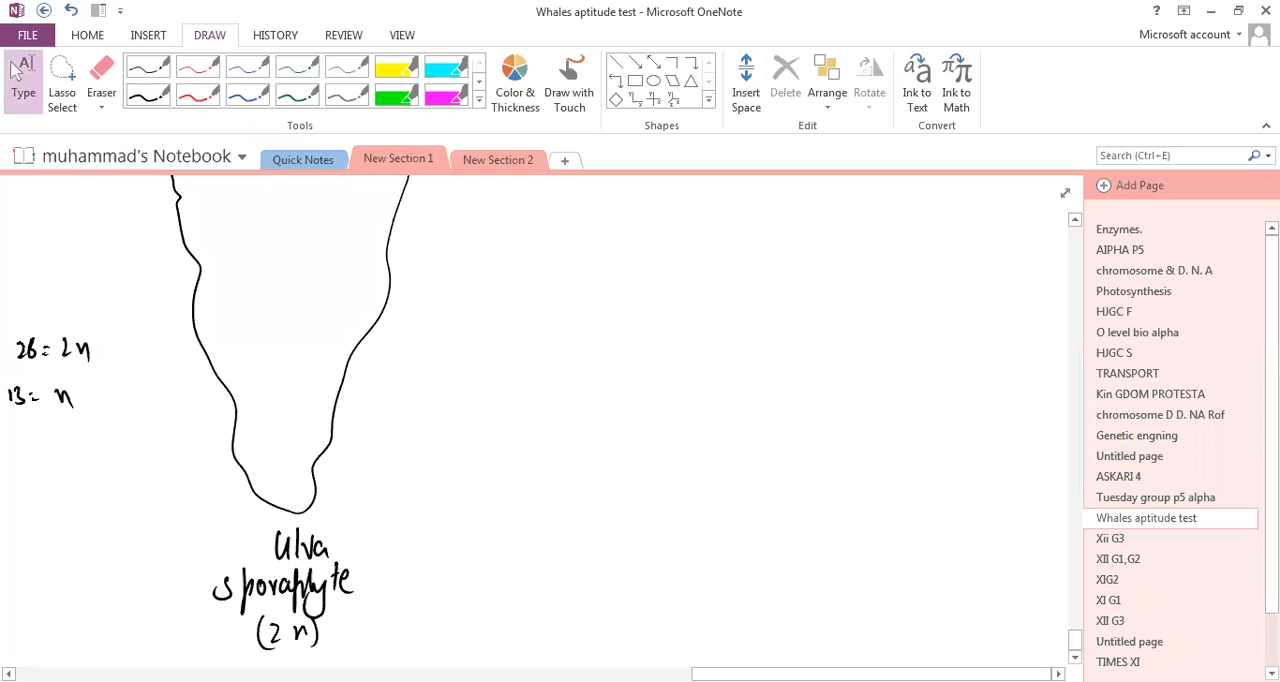 Whales aptitude test - Microsoft OneNote
FILE HOME INSERT DRAW HISTORY REVIEW VIEW
Microsoft account
Type
Lasso Select
Eraser
Color & Thickness
Draw with Touch
Insert Space
Delete
Arrange
Rotate
Ink to Text
Ink to Math
Tools Shapes Edit Convert
muhammad's Notebook
Quick Notes New Section 1 New Section 2
Search (Ctrl+E)
Add Page
Enzymes.
AIPHA P5
chromosome & D. N. A
Photosynthesis
HJGC F
O level bio alpha
HJGC S
TRANSPORT
Kin GDOM PROTESTA
chromosome D D. NA Rof
Genetic engning
Untitled page
ASKARI 4
Tuesday group p5 alpha
Whales aptitude test
Xii G3
XII G1,G2
XIG2
XI G1
XII G3
Untitled page
TIMES XI
26 = 2n
13 = n
Ulva
sporaphyte
(2 n)